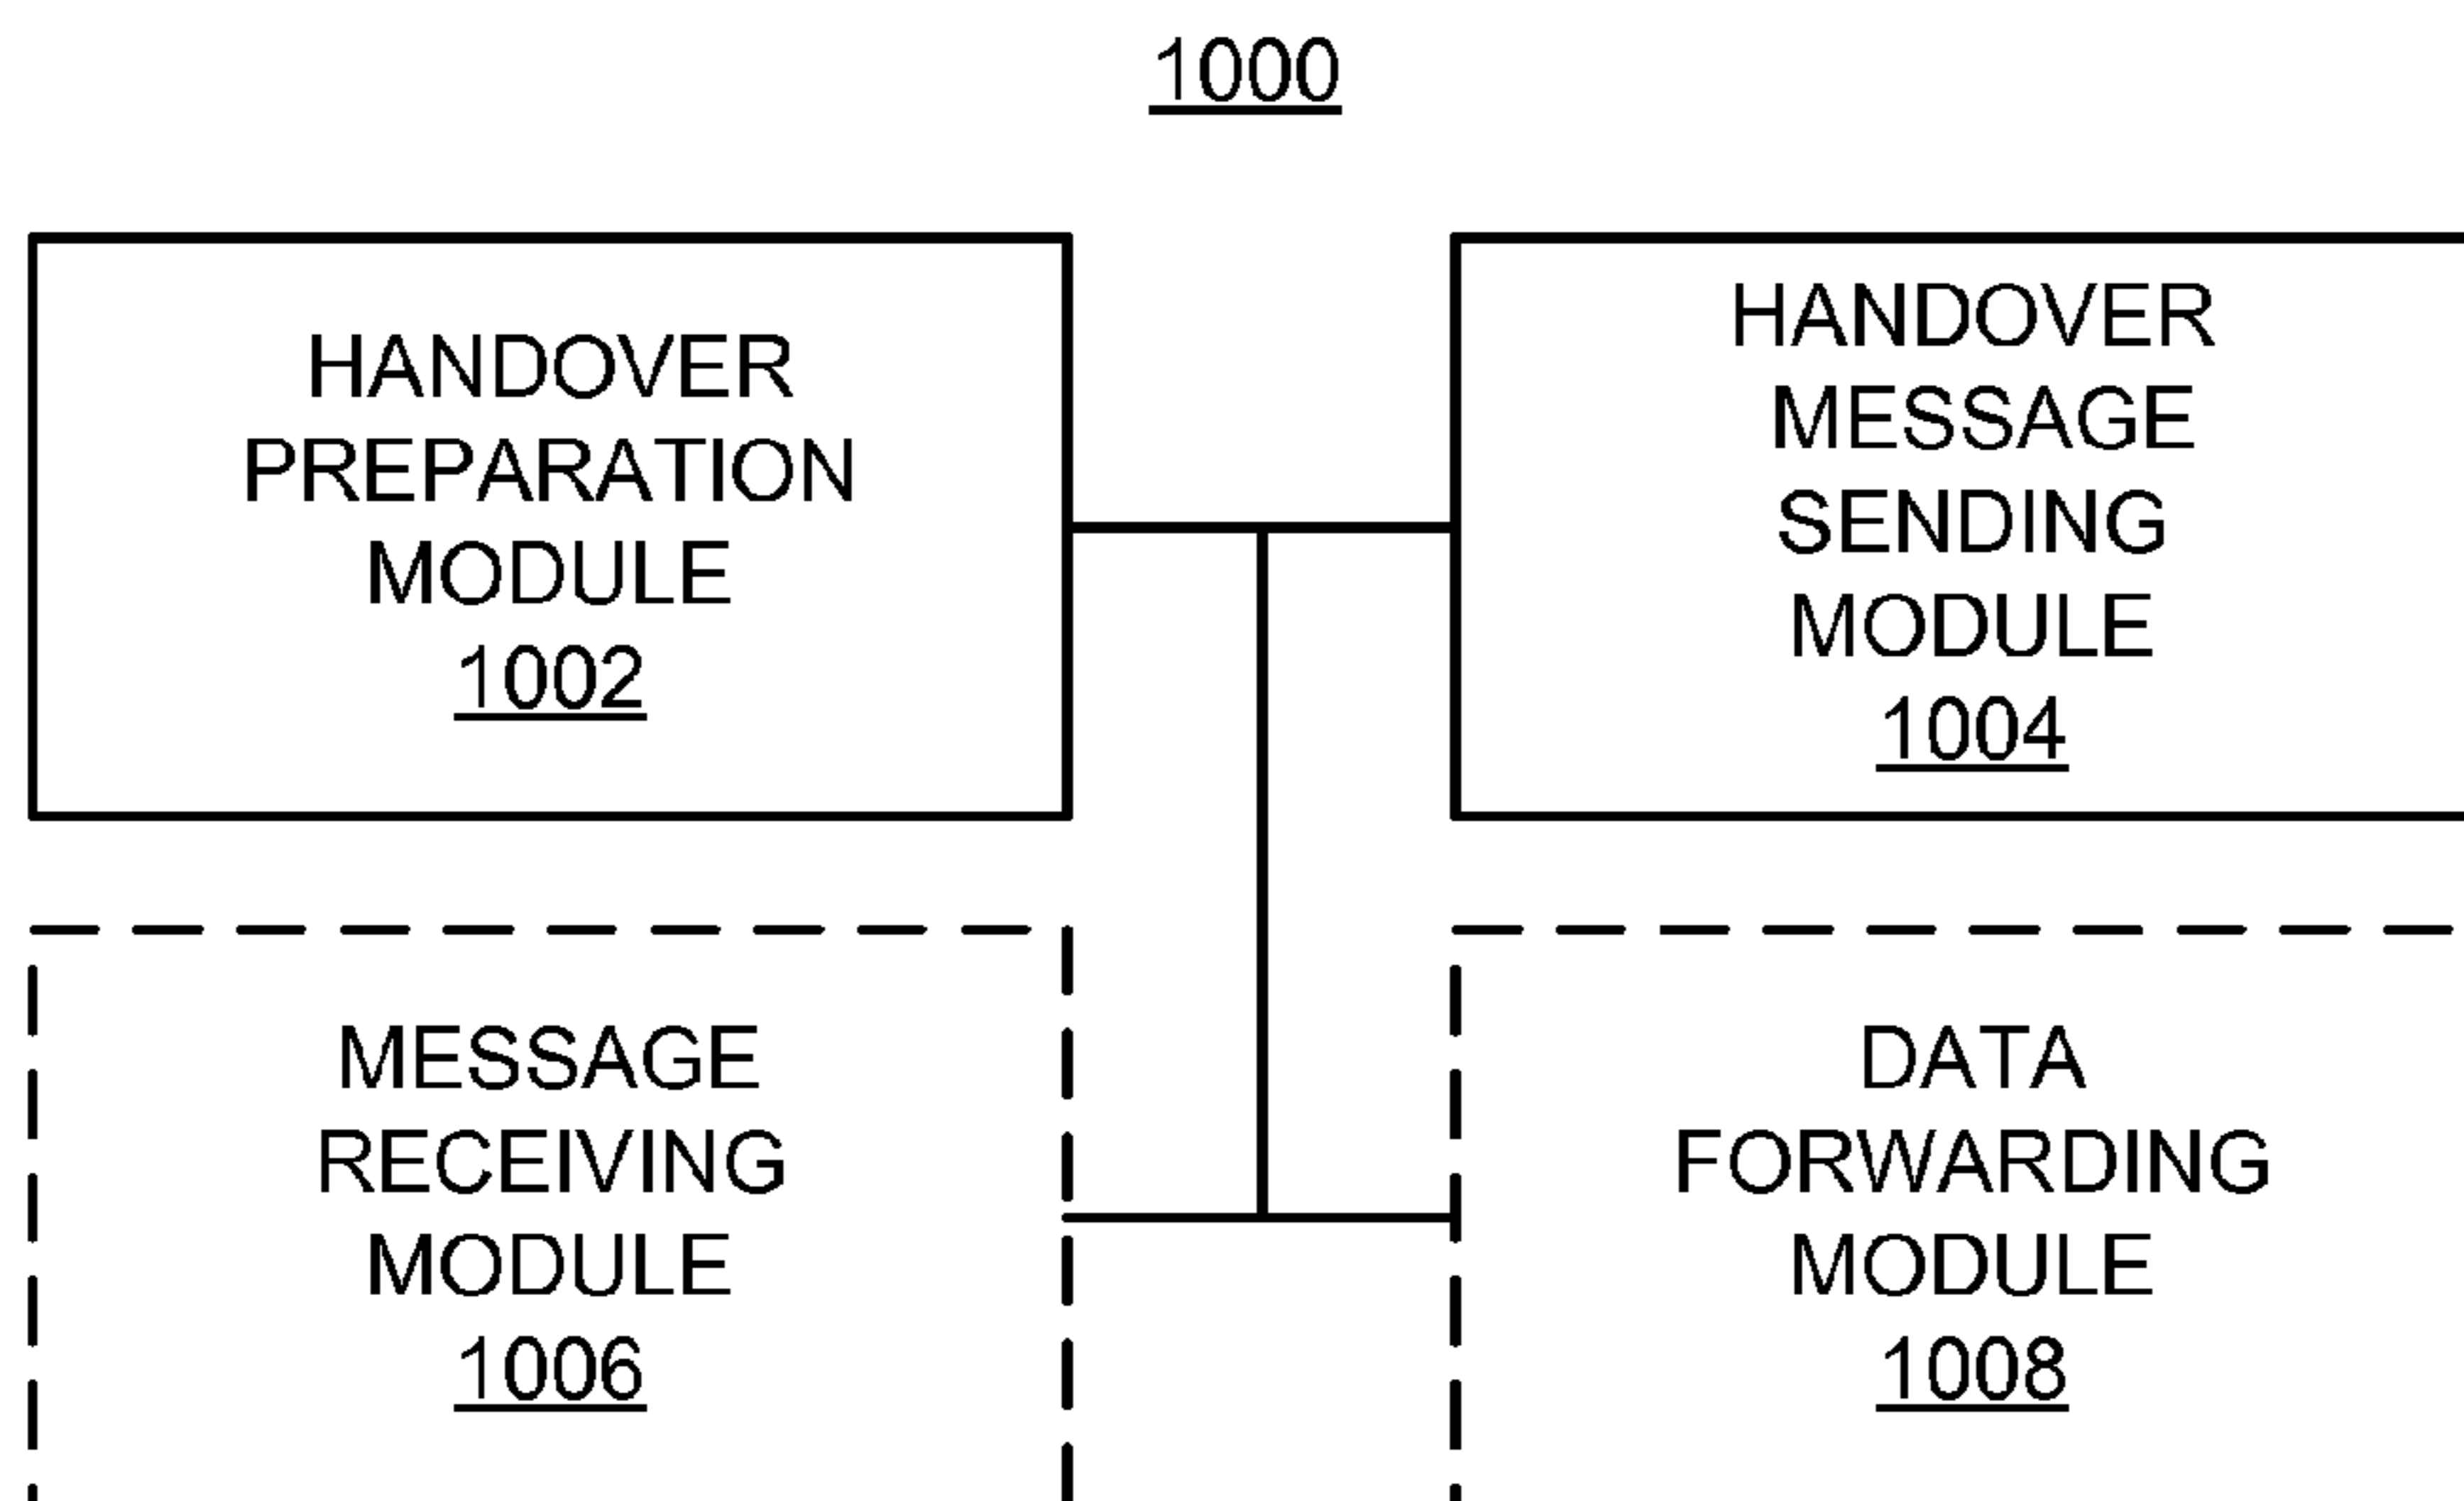 1000
HANDOVER
PREPARATION
MODULE
1002
HANDOVER
MESSAGE
SENDING
MODULE
1004
MESSAGE
RECEIVING
MODULE
1006
DATA
FORWARDING
MODULE
1008